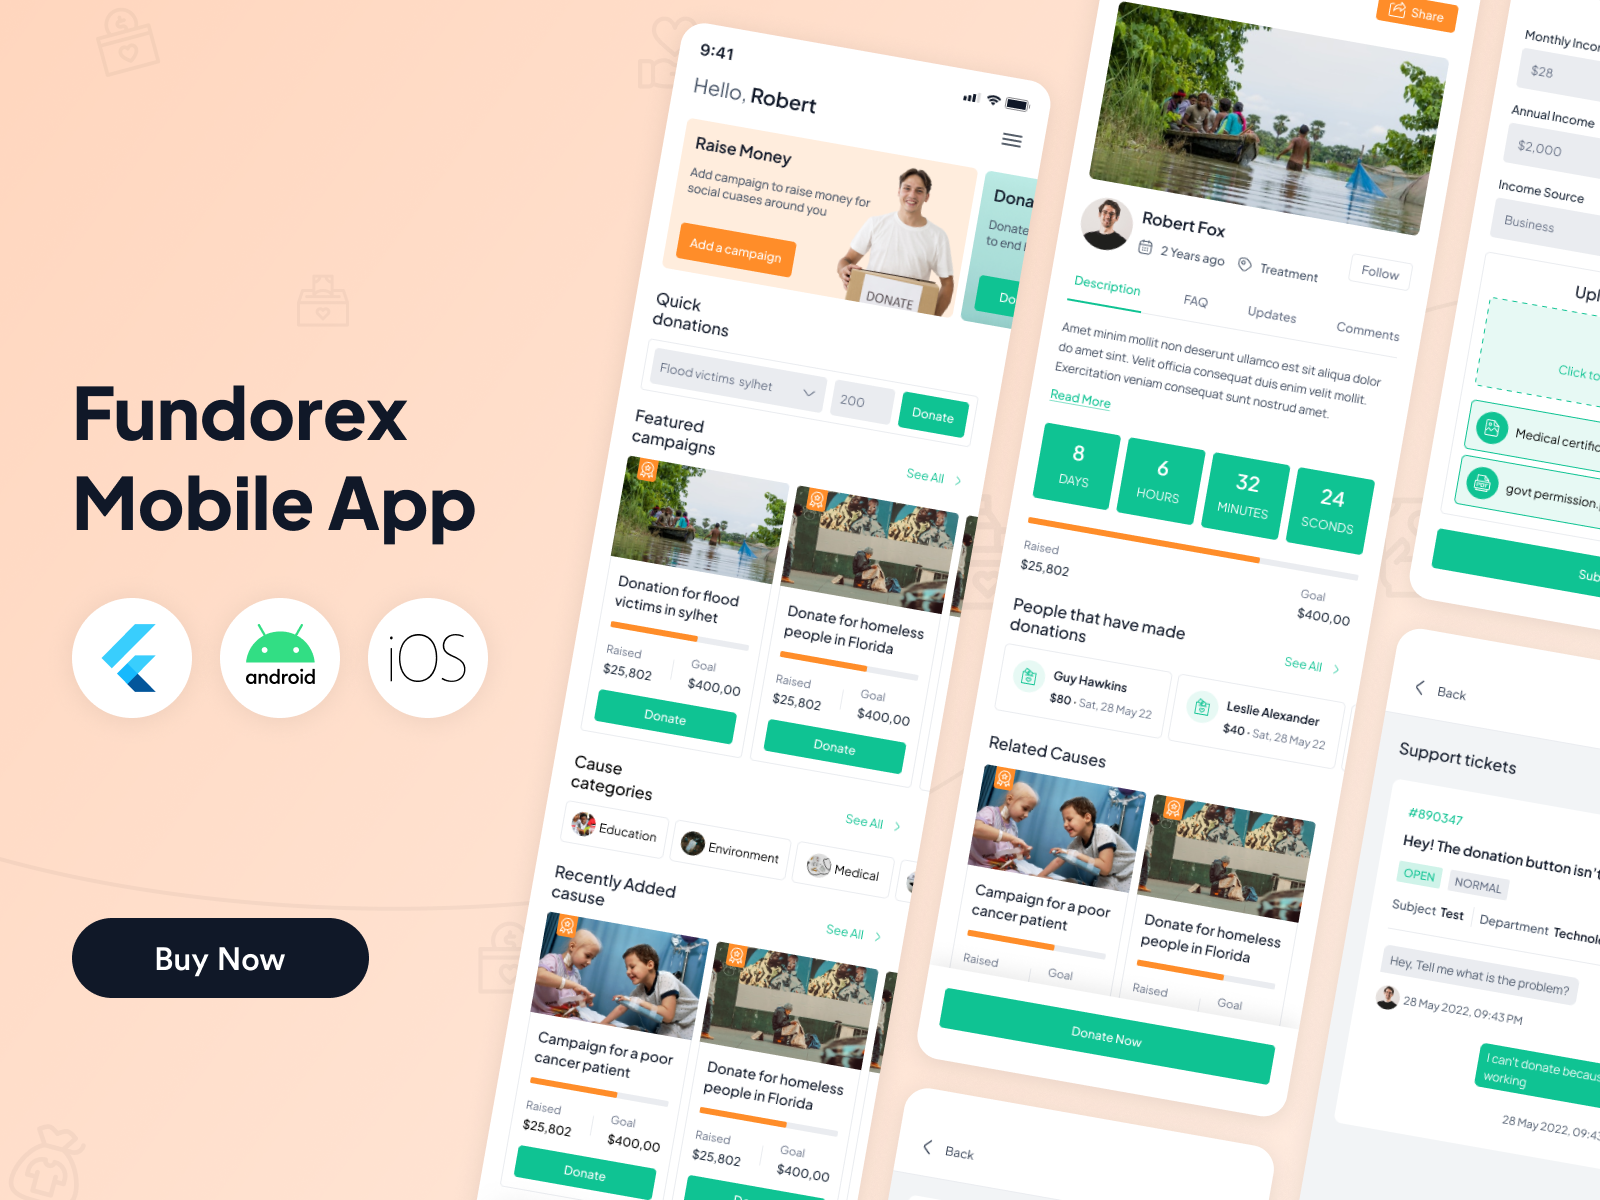 Fundorex
Mobile App
android
iOS
Buy Now
9:41
Hello, Robert
Raise Money
Add campaign to raise money for
social cuases around you
Add a campaign
DONATE
Dona
Donate
to end
Do
Quick
donations
Flood victims sylhet
200
Donate
Featured
campaigns
See All
Donation for flood
victims in sylhet
Raised
$25,802
Goal
$400,00
Donate
Donate for homeless
people in Florida
Raised
$25,802
Goal
$400,00
Donate
Cause
categories
See All
Education
Environment
Medical
Recently Added
casuse
See All
Campaign for a poor
cancer patient
Raised
$25,802
Goal
$400,00
Donate
Donate for homeless
people in Florida
Raised
$25,802
Goal
$400,00
Share
Robert Fox
2 Years ago
Treatment
Follow
Description
FAQ
Updates
Comments
Amet minim mollit non deserunt ullamco est sit aliqua dolor
do amet sint. Velit officia consequat duis enim velit mollit.
Exercitation veniam consequat sunt nostrud amet.
Read More
8
DAYS
6
HOURS
32
MINUTES
24
SCONDS
Raised
$25,802
Goal
$400,00
People that have made
donations
See All
Guy Hawkins
$80 • Sat, 28 May 22
Leslie Alexander
$40 • Sat, 28 May 22
Related Causes
Campaign for a poor
cancer patient
Raised
Goal
Donate for homeless
people in Florida
Raised
Goal
Donate Now
Back
Monthly Incor
$28
Annual Income
$2,000
Income Source
Business
Upl
Click to
Medical certific
govt permission.
Sub
Back
Support tickets
#890347
Hey! The donation button isn't
OPEN
NORMAL
Subject Test
Department Technolo
Hey, Tell me what is the problem?
28 May 2022, 09:43 PM
I can't donate becaus
working
28 May 2022, 09:43